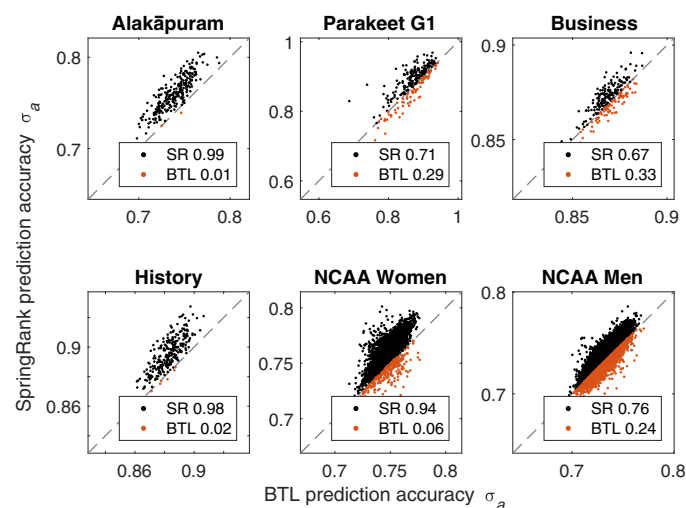 Alakāpuram
Parakeet G1
Business
0.8
0.7
SR 0.99
BTL 0.01
0.7 0.8
1
0.8
0.6
SR 0.71
BTL 0.29
0.6 0.8 1
0.9
0.85
SR 0.67
BTL 0.33
0.85 0.9
SpringRank prediction accuracy σa
History
NCAA Women
NCAA Men
0.9
0.86
SR 0.98
BTL 0.02
0.86 0.9
0.8
0.75
0.7
SR 0.94
BTL 0.06
0.7 0.75 0.8
0.8
0.7
SR 0.76
BTL 0.24
0.7 0.8
BTL prediction accuracy σa